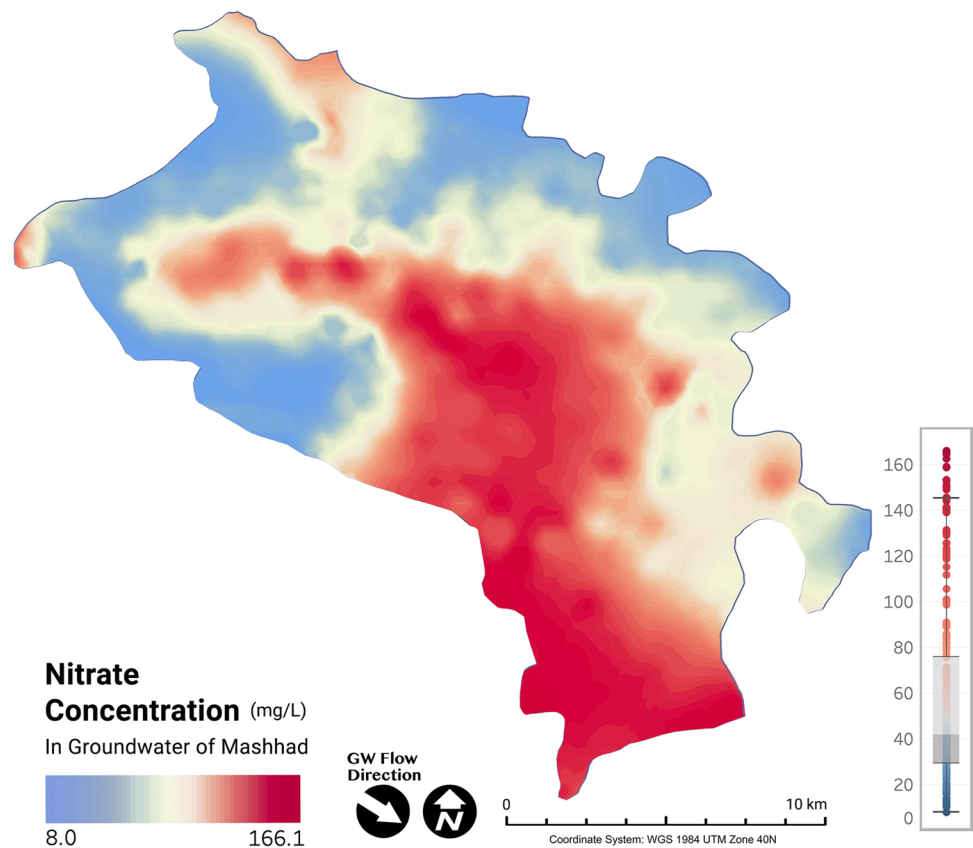 Nitrate
Concentration (mg/L)
In Groundwater of Mashhad
8.0 166.1
GW Flow
Direction
N
0 10 km
Coordinate System: WGS 1984 UTM Zone 40N
160
140
120
100
80
60
40
20
0